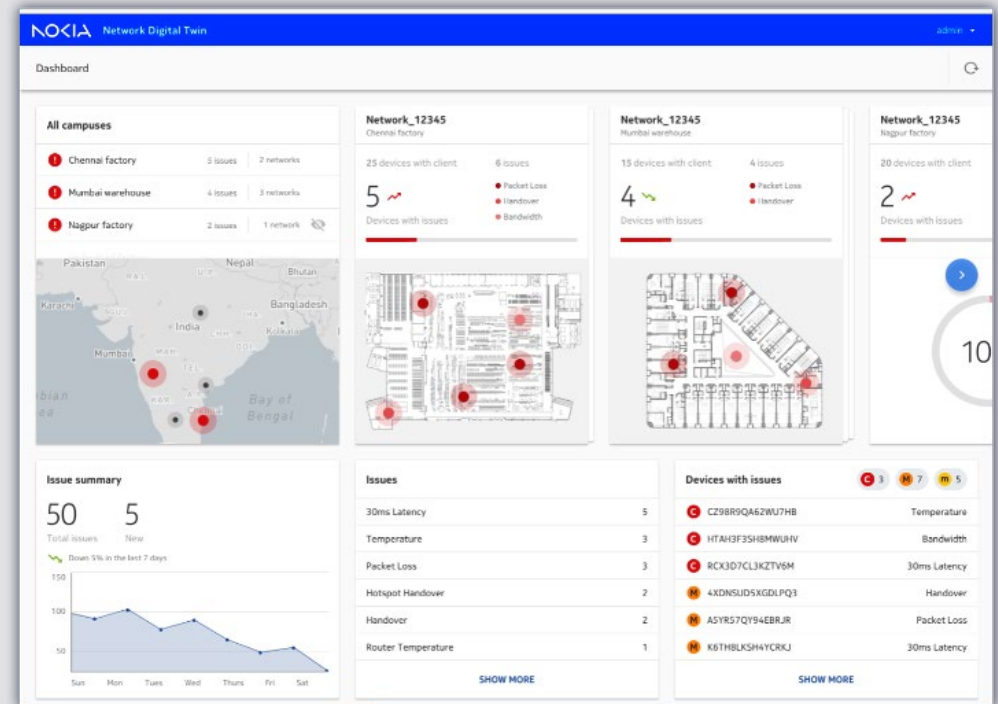 NOKIA Network Digital Twin
admin
Dashboard
All campuses
Chennai factory 5 issues 2 networks
Mumbai warehouse 4 issues 3 networks
Nagpur factory 2 issues 1 network
Pakistan
Nepal
Bhutan
Karachi
Bangladesh
India
Kolkata
Mumbai
MAH.
TEL.
KAR.
Chennai
Bay of
Bengal
Network_12345
Chennai factory
25 devices with client 6 issues
5
Devices with issues
Packet Loss
Handover
Bandwidth
Network_12345
Mumbai warehouse
15 devices with client 4 issues
4
Devices with issues
Packet Loss
Handover
Network_12345
Nagpur factory
20 devices with client
2
Devices with issues
10
Issue summary
50 5
Total issues New
Down 5% in the last 7 days
150
100
50
Sun Mon Tues Wed Thurs Fri Sat
Issues
30ms Latency 5
Temperature 3
Packet Loss 3
Hotspot Handover 2
Handover 2
Router Temperature 1
SHOW MORE
Devices with issues C 3 M 7 m 5
C CZ98R9QA62WU7HB Temperature
C HTAH3F3SH8MWUHV Bandwidth
C RCX3D7CL3KZTV6M 30ms Latency
M 4XDNSUD5XGDLPQ3 Handover
M A5YR57QY94EBRJR Packet Loss
M K6TH8LKSH4YCRKJ 30ms Latency
SHOW MORE